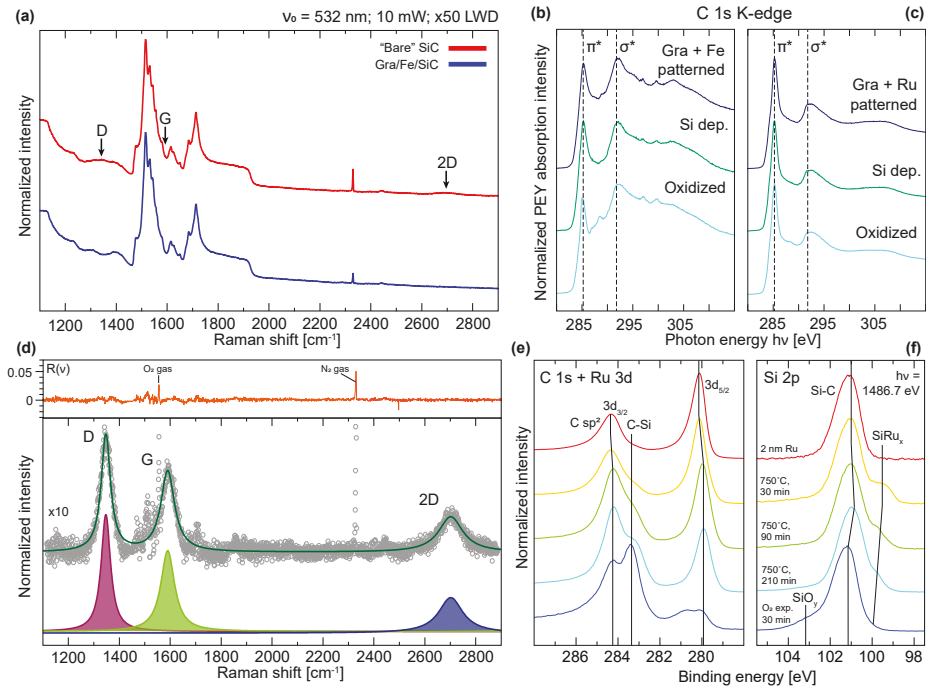 (a)
ν₀ = 532 nm; 10 mW; x50 LWD
"Bare" SiC
Gra/Fe/SiC
D
G
2D
Normalized intensity
1200 1400 1600 1800 2000 2200 2400 2600 2800
Raman shift [cm⁻¹]
C 1s K-edge
(b)
π*
σ*
Gra + Fe
patterned
Si dep.
Oxidized
Normalized PEY absorption intensity
285 295 305
(c)
π*
σ*
Gra + Ru
patterned
Si dep.
Oxidized
285 295 305
Photon energy hν [eV]
(d)
R(ν)
0.05
0
O₂ gas
N₂ gas
D
G
2D
x10
Normalized intensity
1200 1400 1600 1800 2000 2200 2400 2600 2800
Raman shift [cm⁻¹]
(e)
C 1s + Ru 3d
3d₅/₂
3d₃/₂
C sp²
C-Si
Normalized intensity
286 284 282 280
(f)
Si 2p
hν =
1486.7 eV
Si-C
SiRuₓ
2 nm Ru
750°C,
30 min
750°C,
90 min
750°C,
210 min
SiOᵧ
O₂ exp.
30 min
104 101 98
Binding energy [eV]